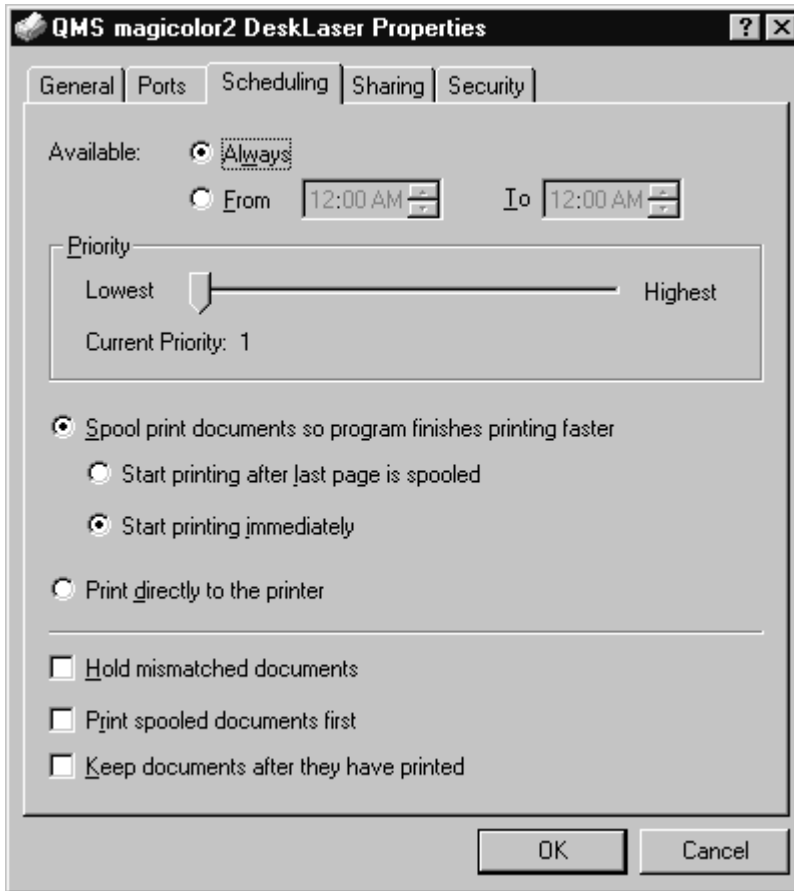 QMS magicolor2 DeskLaser Properties
General Ports Scheduling Sharing Security
Available: Always
From 12:00 AM To 12:00 AM
Priority
Lowest Highest
Current Priority: 1
Spool print documents so program finishes printing faster
Start printing after last page is spooled
Start printing immediately
Print directly to the printer
Hold mismatched documents
Print spooled documents first
Keep documents after they have printed
OK Cancel